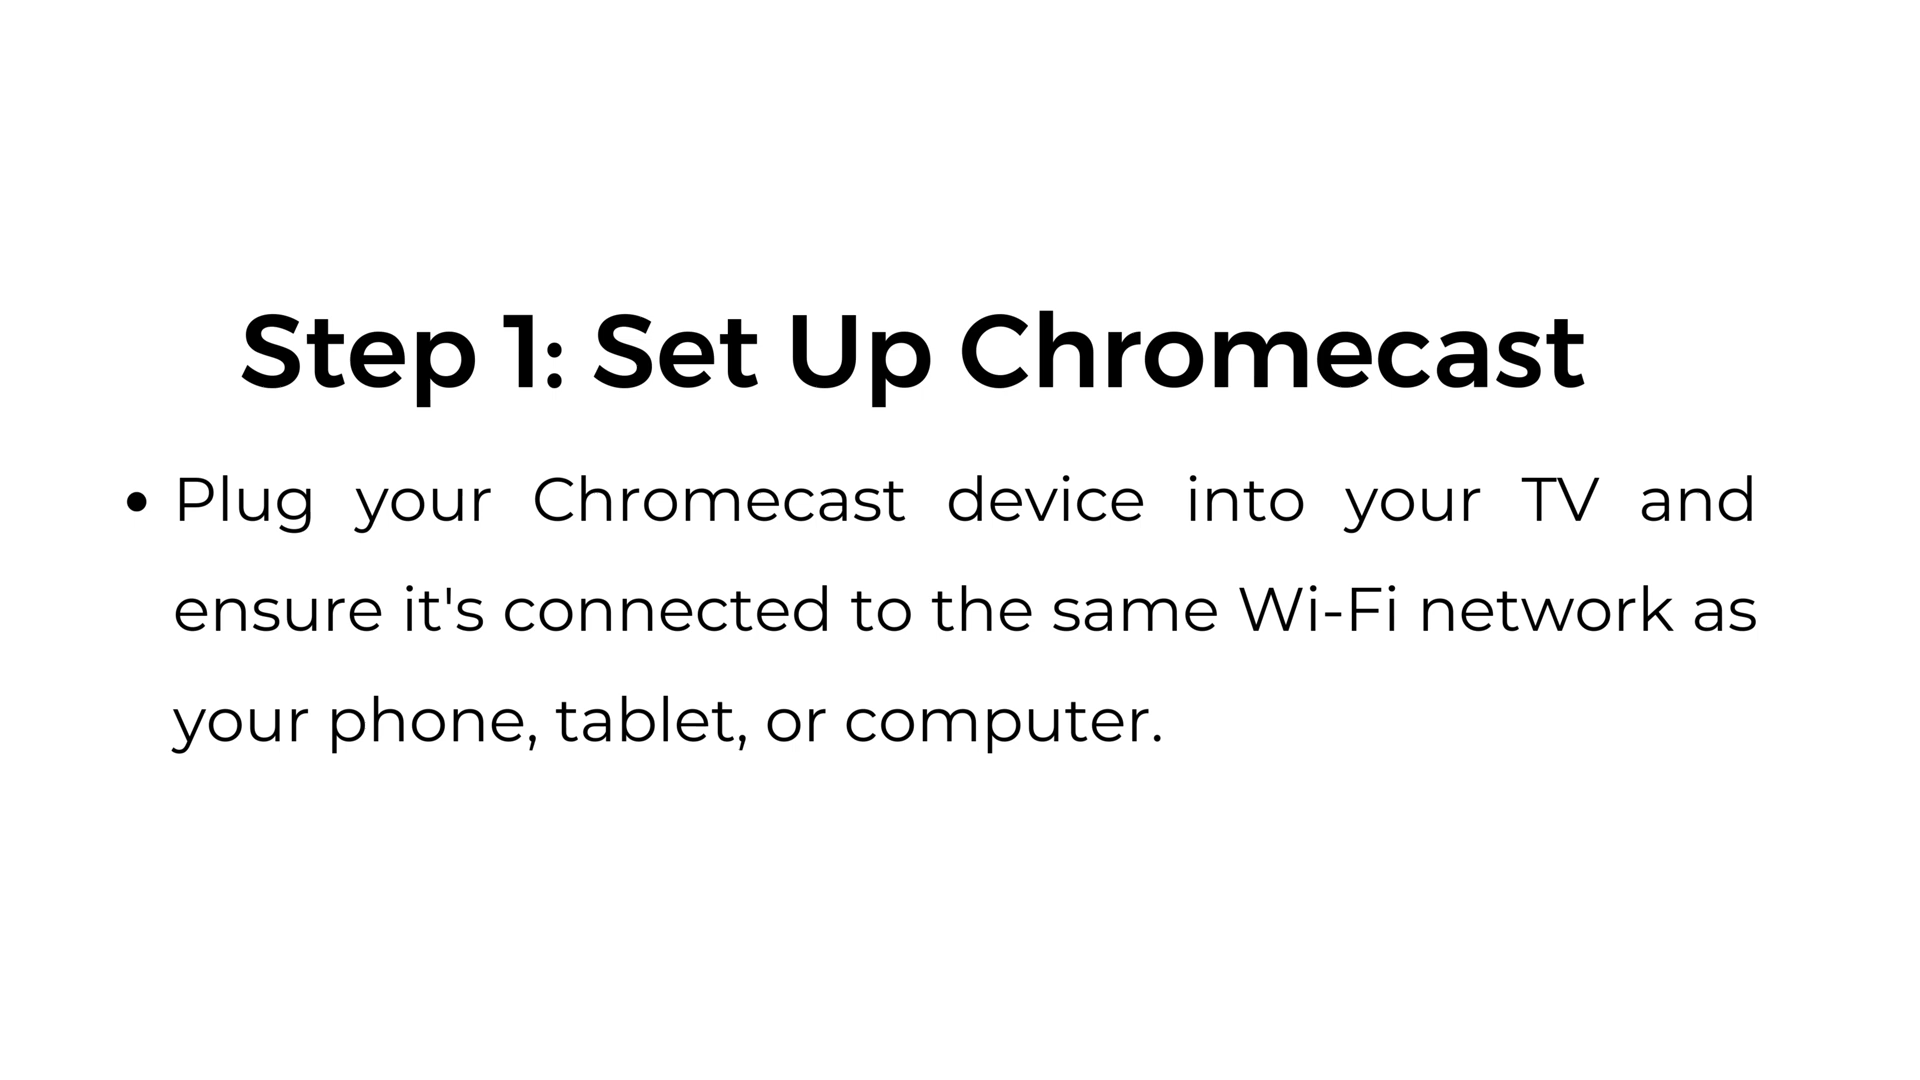 Step 1: Set Up Chromecast
• Plug your Chromecast device into your TV and
ensure it's connected to the same Wi-Fi network as
your phone, tablet, or computer.